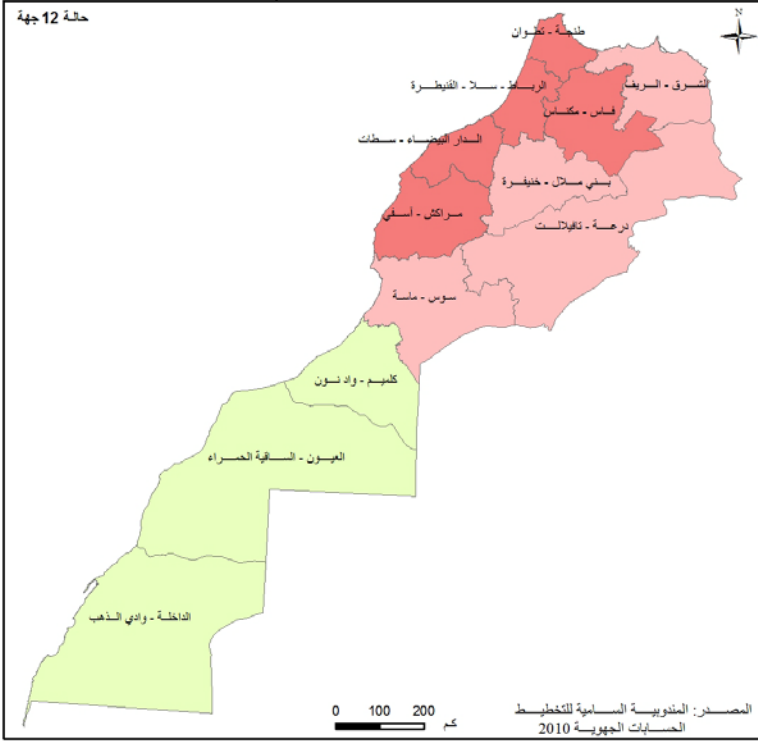 حالة 12 جهة
N
طنجة - تطوان
الشرق - الريف
الرباط - سلا - القنيطرة
فاس - مكناس
الدار البيضاء - سطات
بني ملال - خنيفرة
مراكش - أسفي
درعة - تافيلالت
سوس - ماسة
كلميم - واد نون
العيون - الساقية الحمراء
الداخلة - وادي الذهب
0 100 200
كم
المصدر: المندوبية السامية للتخطيط
الحسابات الجهوية 2010